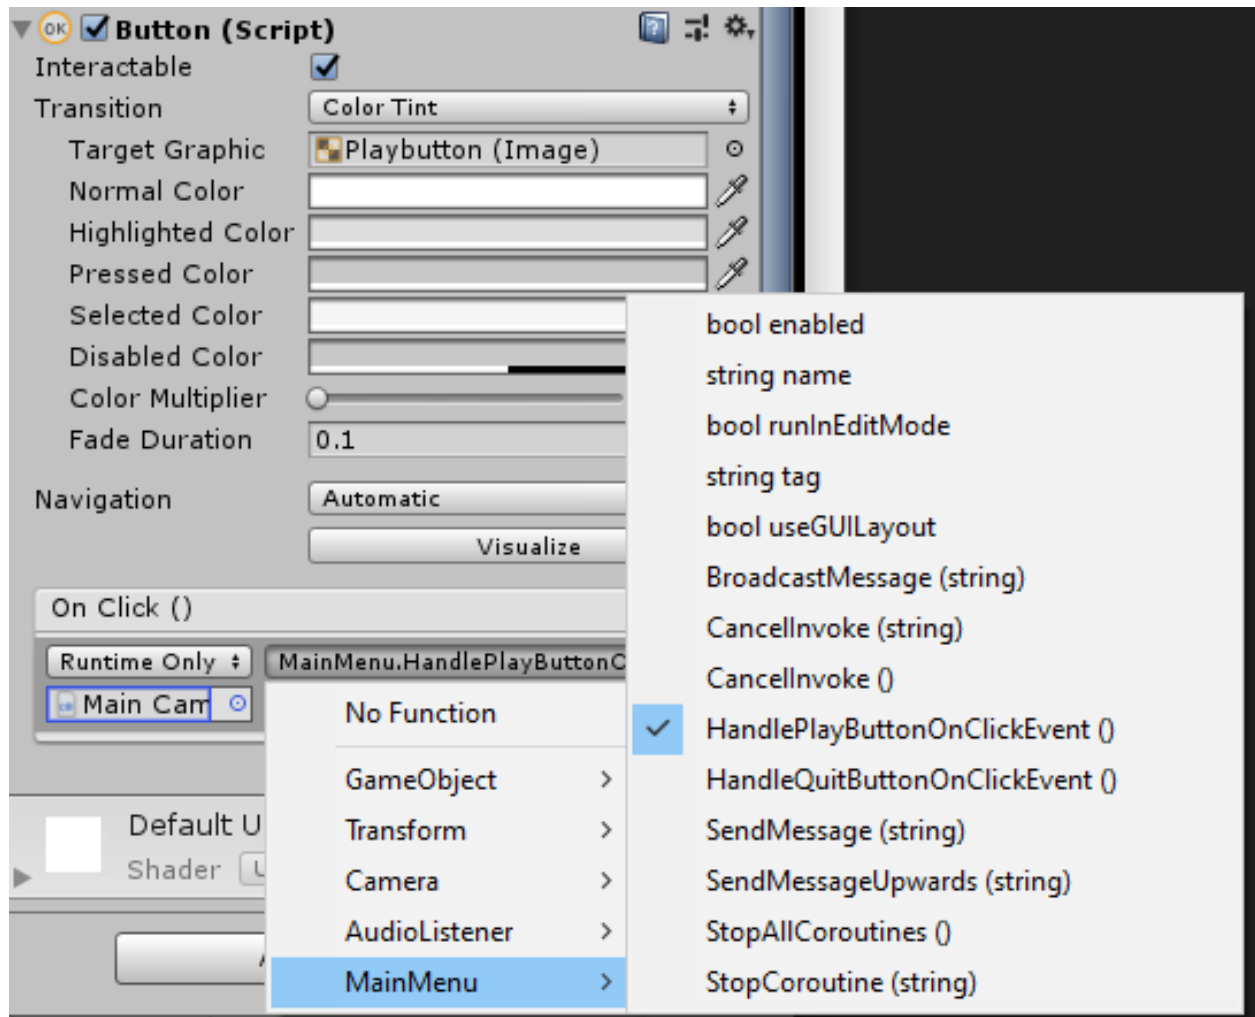 OK Button (Script)
Interactable
Transition Color Tint
Target Graphic Playbutton (Image)
Normal Color
Highlighted Color
Pressed Color
Selected Color
Disabled Color
Color Multiplier
Fade Duration 0.1
Navigation Automatic
Visualize
On Click ()
Runtime Only MainMenu.HandlePlayButtonO
Main Cam
No Function
GameObject
Transform
Camera
AudioListener
MainMenu
bool enabled
string name
bool runInEditMode
string tag
bool useGUILayout
BroadcastMessage (string)
CancelInvoke (string)
CancelInvoke ()
HandlePlayButtonOnClickEvent ()
HandleQuitButtonOnClickEvent ()
SendMessage (string)
SendMessageUpwards (string)
StopAllCoroutines ()
StopCoroutine (string)
Default U
Shader